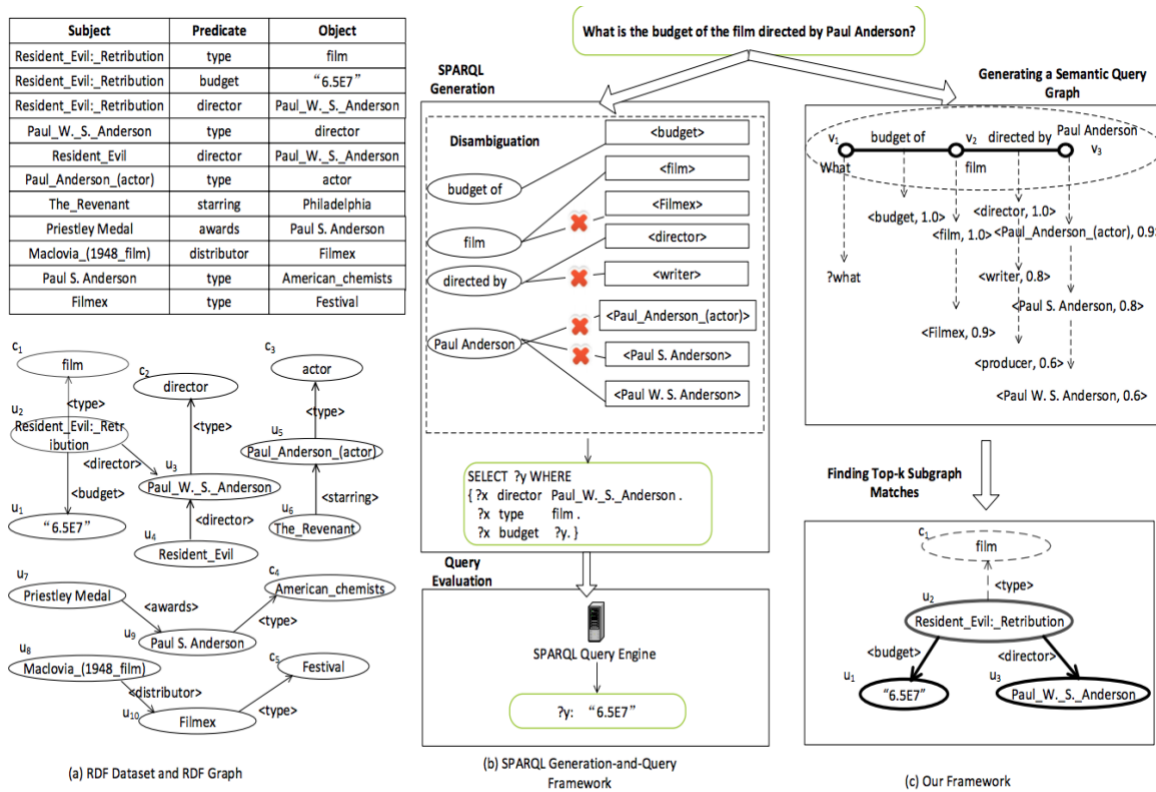 Subject Predicate Object
Resident_Evil:_Retribution type film
Resident_Evil:_Retribution budget “6.5E7”
Resident_Evil:_Retribution director Paul_W._S._Anderson
Paul_W._S._Anderson type director
Resident_Evil director Paul_W._S._Anderson
Paul_Anderson_(actor) type actor
The_Revenant starring Philadelphia
Priestley Medal awards Paul S. Anderson
Maclovia_(1948_film) distributor Filmex
Paul S. Anderson type American_chemists
Filmex type Festival
c1
film
<type>
u2
Resident_Evil:_Retr
ibution
<budget>
u1
“6.5E7”
<director>
c2
director
<type>
u3
Paul_W._S._Anderson
<director>
u4
Resident_Evil
c3
actor
<type>
u5
Paul_Anderson_(actor)
<starring>
u6
The_Revenant
u7
Priestley Medal
<awards>
u9
Paul S. Anderson
<type>
c4
American_chemists
u8
Maclovia_(1948_film)
<distributor>
u10
Filmex
<type>
c5
Festival
(a) RDF Dataset and RDF Graph
What is the budget of the film directed by Paul Anderson?
SPARQL
Generation
Disambiguation
budget of
film
directed by
Paul Anderson
<budget>
<film>
<Filmex>
<director>
<writer>
<Paul_Anderson_(actor)>
<Paul S. Anderson>
<Paul W. S. Anderson>
SELECT ?y WHERE
{ ?x director Paul_W._S._Anderson .
?x type film .
?x budget ?y. }
Query
Evaluation
SPARQL Query Engine
?y: “6.5E7”
(b) SPARQL Generation-and-Query
Framework
Generating a Semantic Query
Graph
v1 budget of v2 directed by Paul Anderson
v3
What film
<budget, 1.0>
<director, 1.0>
<film, 1.0>
<Paul_Anderson_(actor), 0.9>
<writer, 0.8>
?what
<Paul S. Anderson, 0.8>
<Filmex, 0.9>
<producer, 0.6>
<Paul W. S. Anderson, 0.6>
Finding Top-k Subgraph
Matches
c1
film
<type>
u2
Resident_Evil:_Retribution
<budget> <director>
u1 u3
“6.5E7” Paul_W._S._Anderson
(c) Our Framework